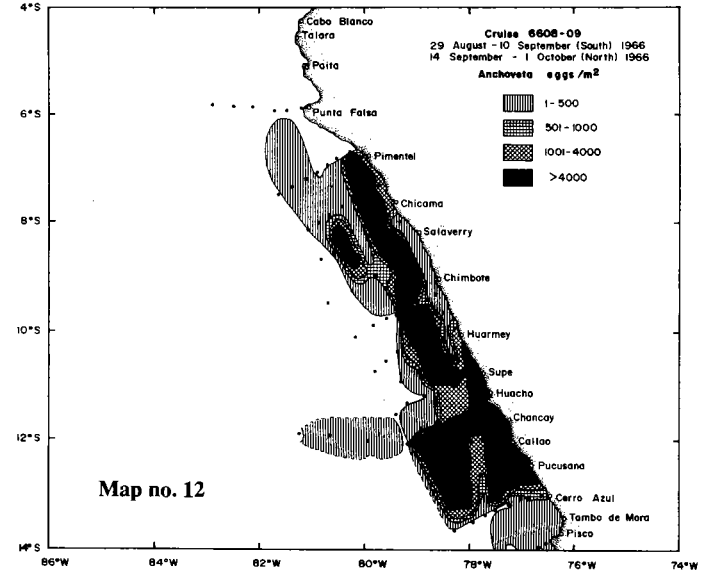 4°S
6°S
8°S
10°S
12°S
14°S
86°W
84°W
82°W
80°W
78°W
76°W
74°W
Cruise 6608-09
29 August -10 September (South) 1966
14 September - 1 October (North) 1966
Anchoveta eggs/m²
1-500
501-1000
1001-4000
>4000
Cabo Blanco
Talara
Paita
Punta Falsa
Pimentel
Chicama
Salaverry
Chimbote
Huarmey
Supe
Huacho
Chancay
Callao
Pucusana
Cerro Azul
Tambo de Mora
Pisco
Map no. 12